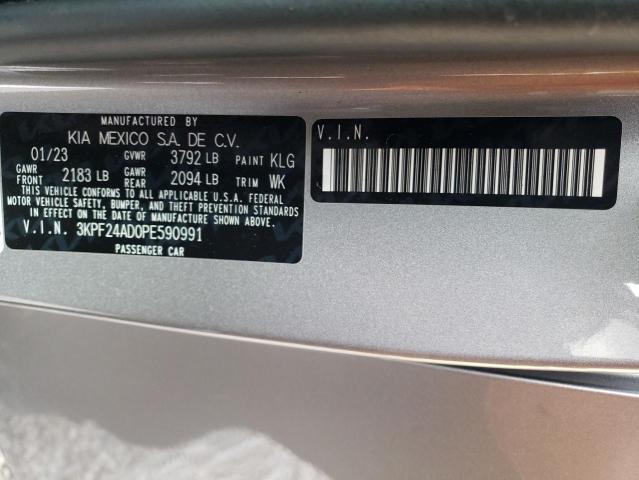 MANUFACTURED BY
KIA MEXICO S.A. DE C.V.
01/23 GVWR 3792 LB PAINT KLG
GAWR FRONT 2183 LB GAWR REAR 2094 LB TRIM WK
THIS VEHICLE CONFORMS TO ALL APPLICABLE U.S.A. FEDERAL
MOTOR VEHICLE SAFETY, BUMPER, AND THEFT PREVENTION STANDARDS
IN EFFECT ON THE DATE OF MANUFACTURE SHOWN ABOVE.
V.I.N. 3KPF24AD0PE590991
PASSENGER CAR
V.I.N.